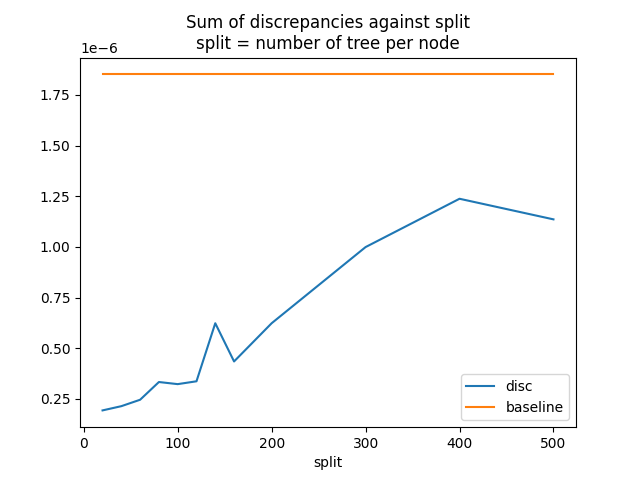 Sum of discrepancies against split
split = number of tree per node
1e−6
1.75
1.50
1.25
1.00
0.75
0.50
0.25
disc
baseline
0 100 200 300 400 500
split